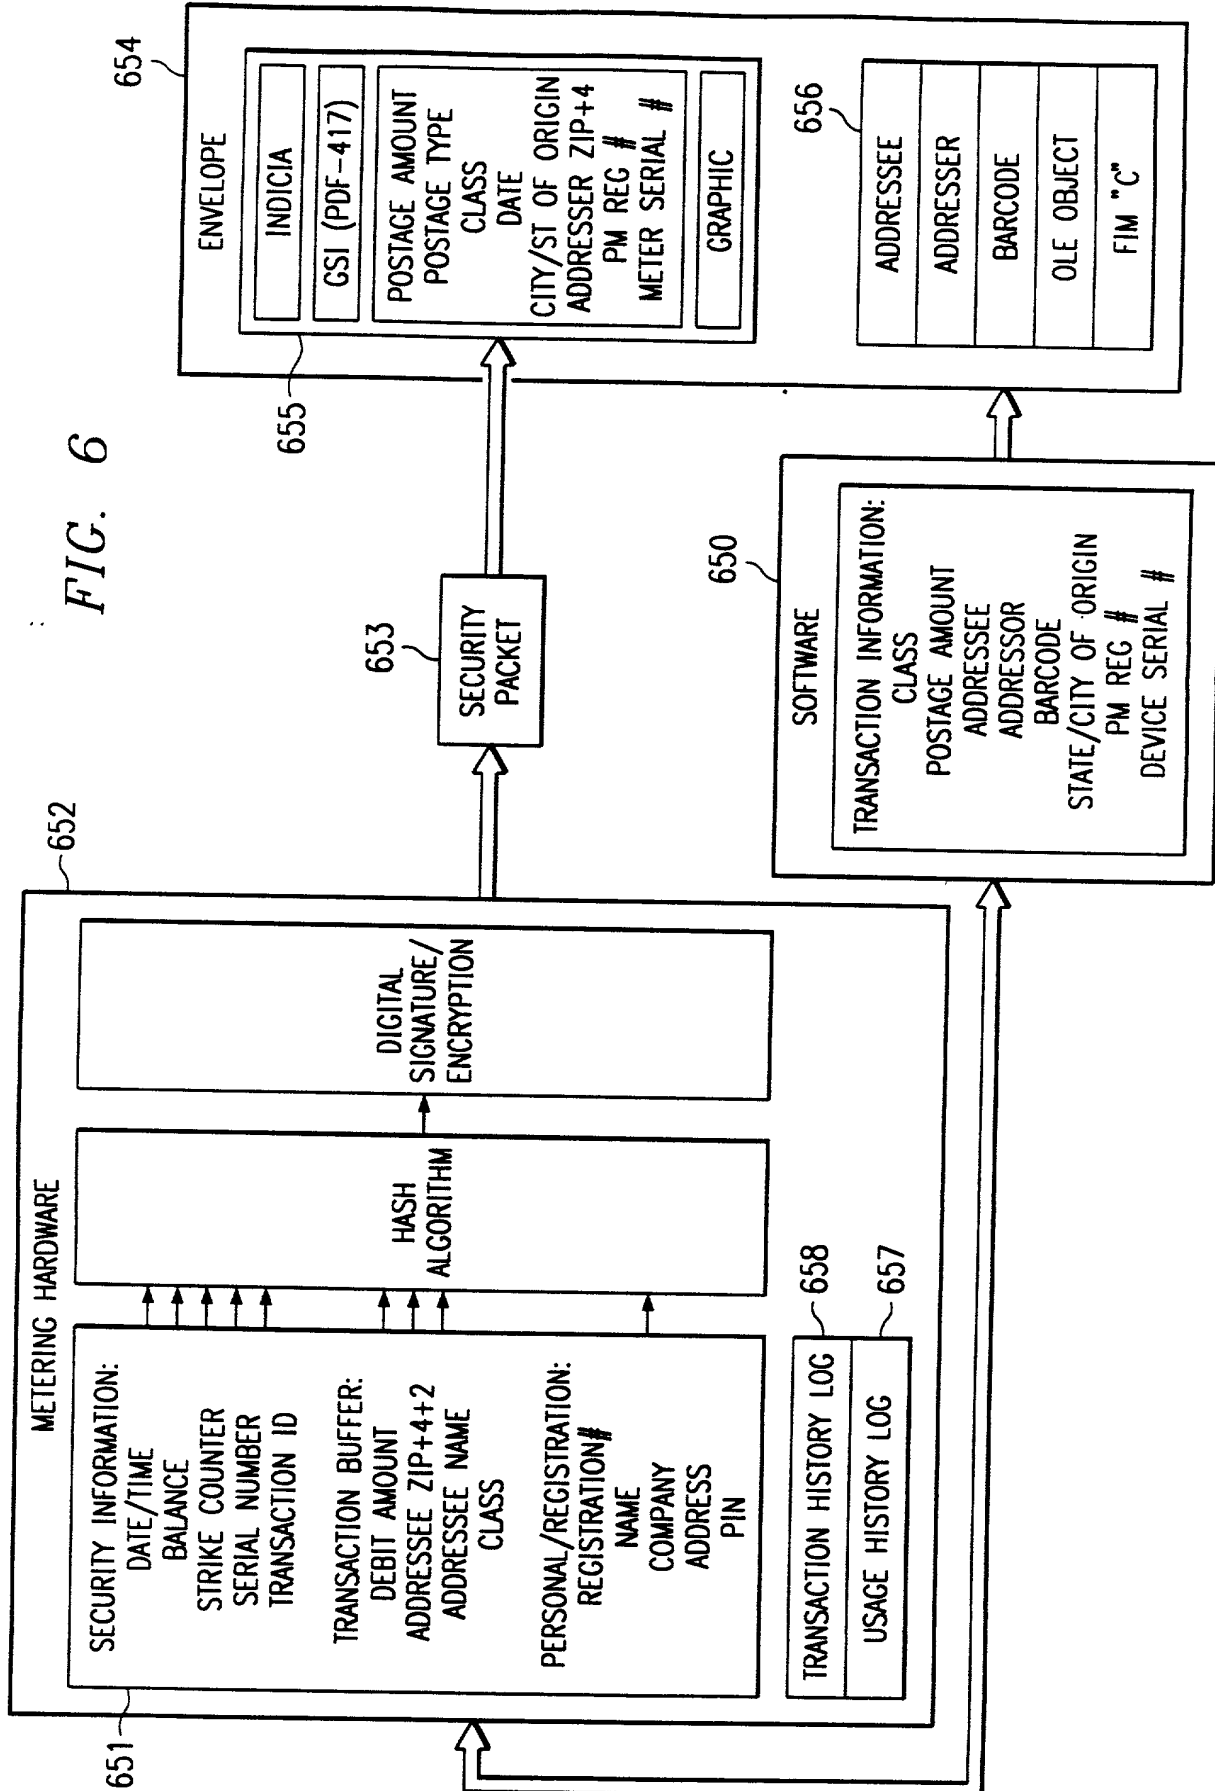 FIG. 6
METERING HARDWARE
652
651
SECURITY INFORMATION:
DATE/TIME
BALANCE
STRIKE COUNTER
SERIAL NUMBER
TRANSACTION ID
TRANSACTION BUFFER:
DEBIT AMOUNT
ADDRESSEE ZIP+4+2
ADDRESSEE NAME
CLASS
PERSONAL/REGISTRATION:
REGISTRATION#
NAME
COMPANY
ADDRESS
PIN
HASH
ALGORITHM
DIGITAL
SIGNATURE/
ENCRYPTION
TRANSACTION HISTORY LOG
658
USAGE HISTORY LOG
657
653
SECURITY
PACKET
654
ENVELOPE
655
INDICIA
GSI (PDF-417)
POSTAGE AMOUNT
POSTAGE TYPE
CLASS
DATE
CITY/ST OF ORIGIN
ADDRESSER ZIP+4
PM REG #
METER SERIAL #
GRAPHIC
656
ADDRESSEE
ADDRESSER
BARCODE
OLE OBJECT
FIM "C"
650
SOFTWARE
TRANSACTION INFORMATION:
CLASS
POSTAGE AMOUNT
ADDRESSEE
ADDRESSOR
BARCODE
STATE/CITY OF ORIGIN
PM REG #
DEVICE SERIAL #